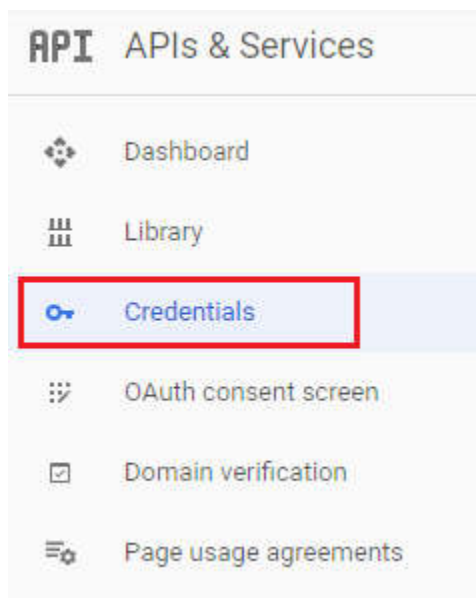 API APIs & Services
Dashboard
Library
Credentials
OAuth consent screen
Domain verification
Page usage agreements